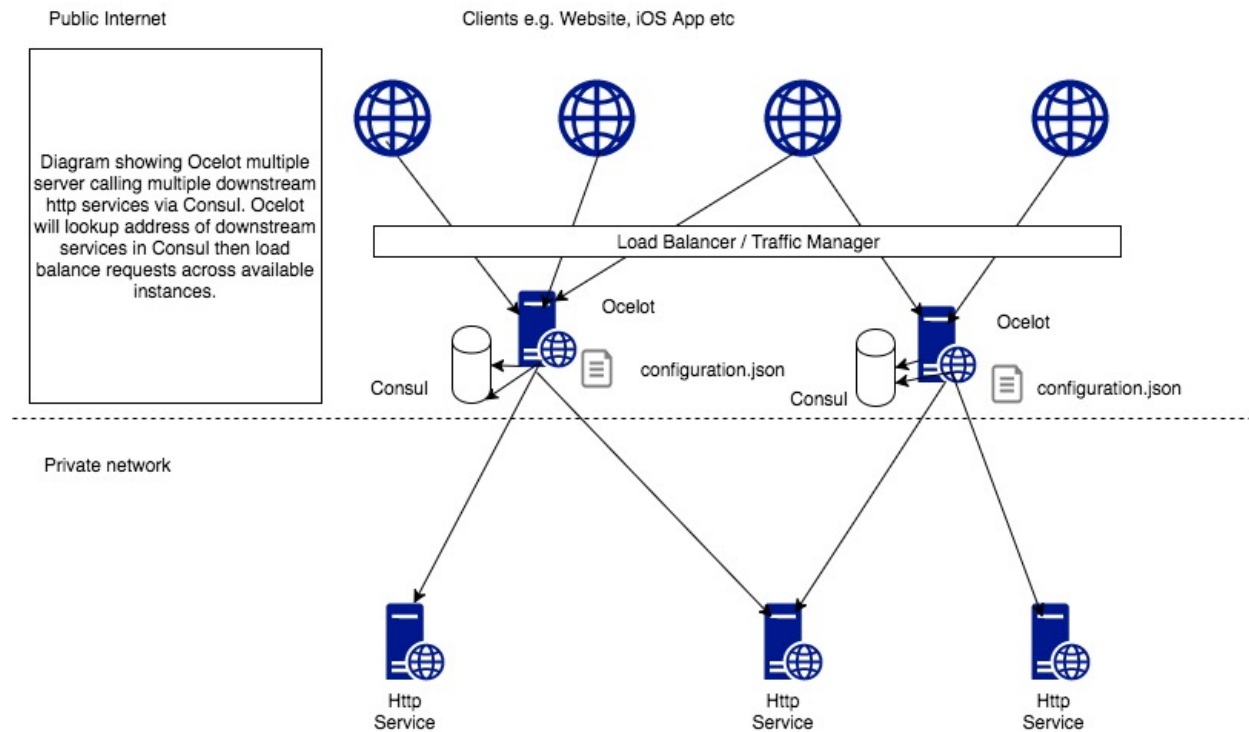 Public Internet
Clients e.g. Website, iOS App etc
Diagram showing Ocelot multiple
server calling multiple downstream
http services via Consul. Ocelot
will lookup address of downstream
services in Consul then load
balance requests across available
instances.
Load Balancer / Traffic Manager
Ocelot
Ocelot
configuration.json
Consul
configuration.json
Consul
Private network
Http
Service
Http
Service
Http
Service